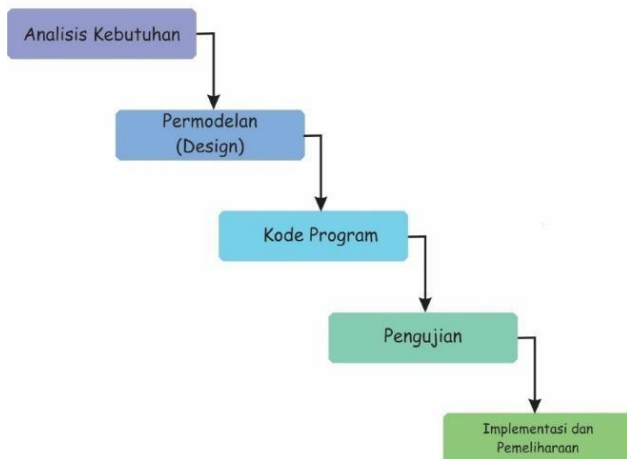 Analisis Kebutuhan
Permodelan
(Design)
Kode Program
Pengujian
Implementasi dan
Pemeliharaan